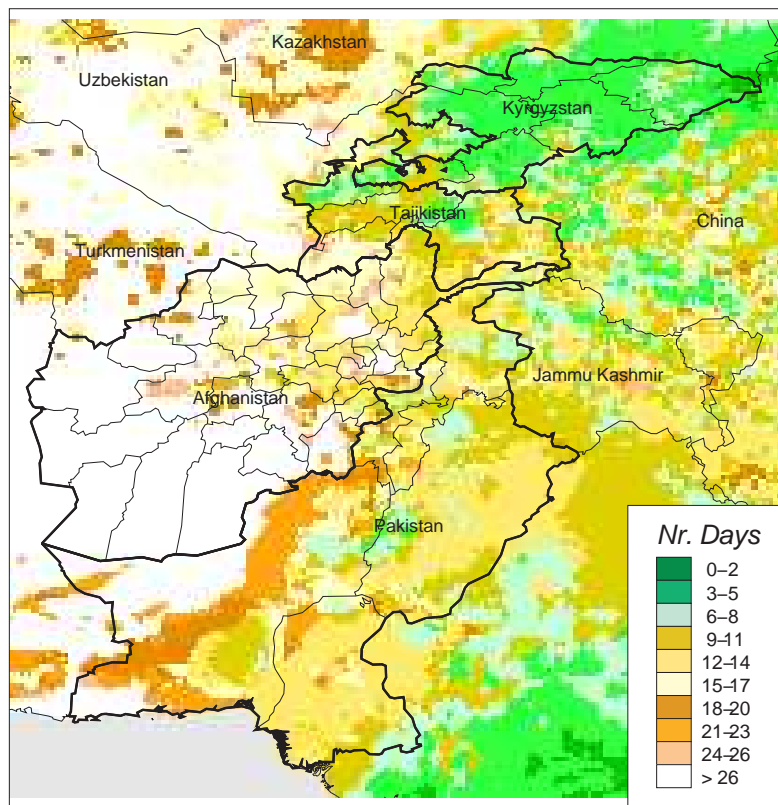 Kazakhstan
Uzbekistan
Kyrgyzstan
Tajikistan
China
Turkmenistan
Jammu Kashmir
Afghanistan
Pakistan
Nr. Days
0–2
3–5
6–8
9–11
12–14
15–17
18–20
21–23
24–26
> 26